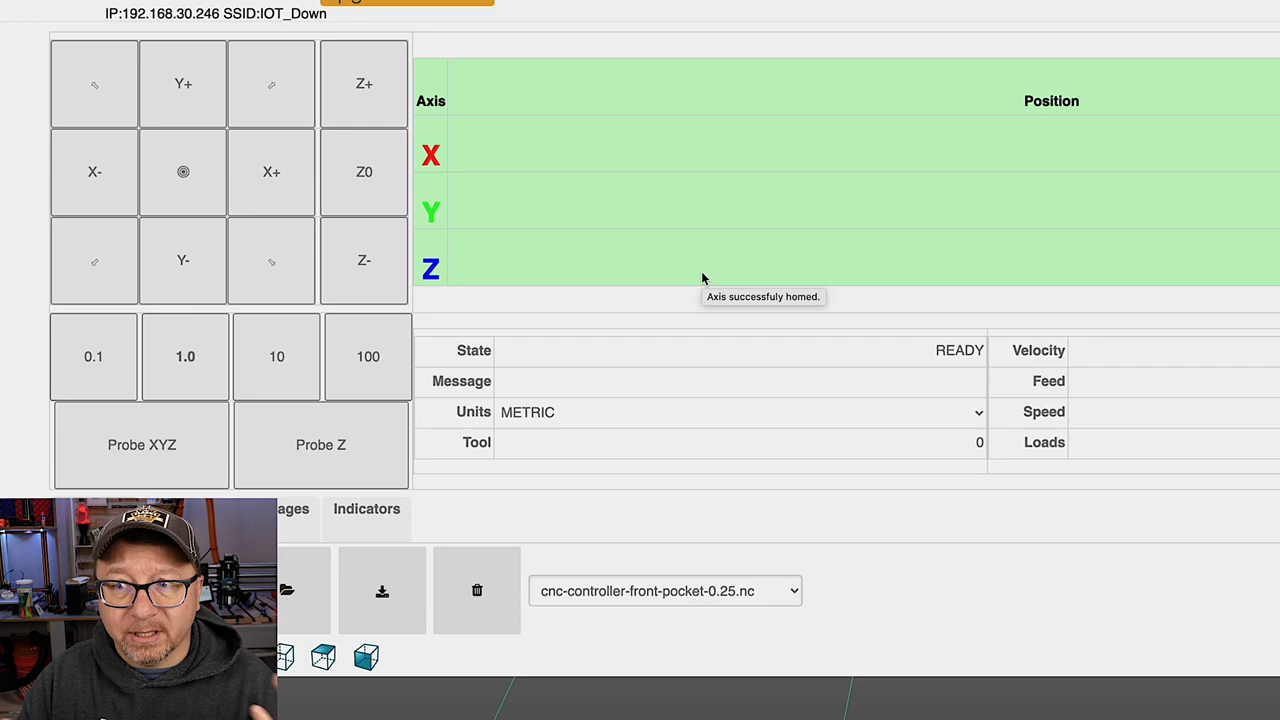 IP:192.168.30.246 SSID:IOT_Down
Y+
Z+
X-
X+
Z0
Y-
Z-
0.1
1.0
10
100
Probe XYZ
Probe Z
Axis
Position
X
Y
Z
Axis successfuly homed.
State
READY
Message
Units
METRIC
Tool
0
Velocity
Feed
Speed
Loads
ages
Indicators
cnc-controller-front-pocket-0.25.nc